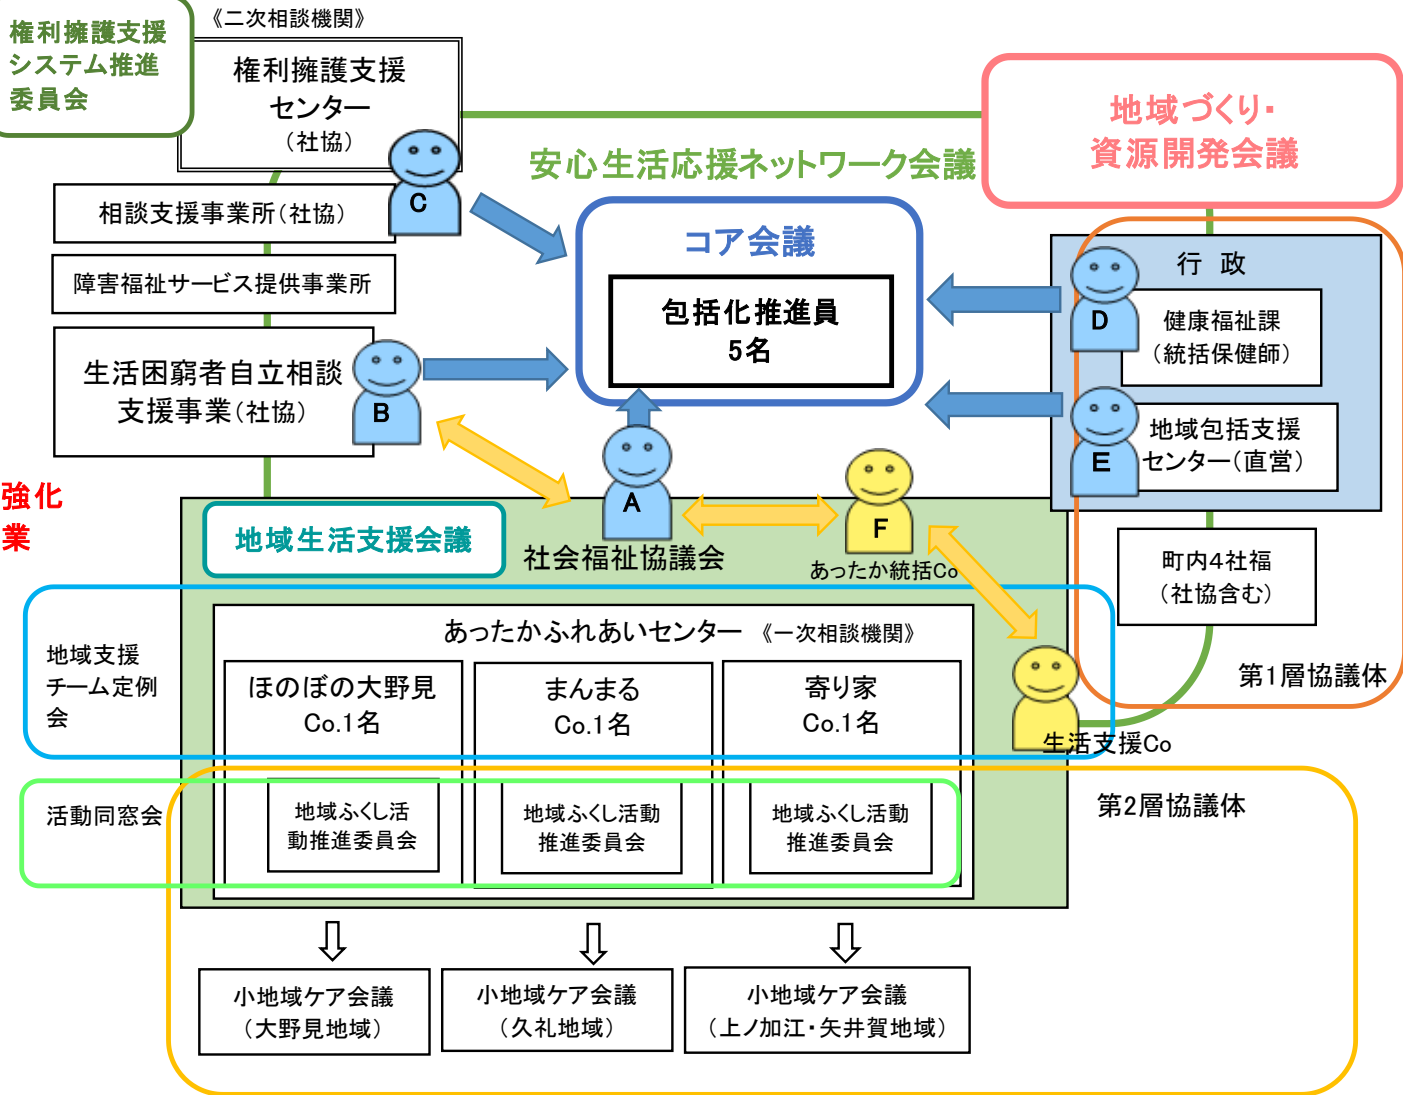 権利擁護支援
システム推進
委員会
《二次相談機関》
権利擁護支援
センター
（社協）
C
相談支援事業所（社協）
障害福祉サービス提供事業所
生活困窮者自立相談
支援事業（社協）
B
安心生活応援ネットワーク会議
コア会議
包括化推進員
5名
地域づくり・
資源開発会議
行　政
D
健康福祉課
（統括保健師）
E
地域包括支援
センター（直営）
町内4社福
（社協含む）
第1層協議体
強化
業
地域生活支援会議
A
社会福祉協議会
F
あったか統括Co
あったかふれあいセンター 《一次相談機関》
地域支援
チーム定例
会
ほのぼの大野見
Co.1名
まんまる
Co.1名
寄り家
Co.1名
生活支援Co
活動同窓会
地域ふくし活
動推進委員会
地域ふくし活動
推進委員会
地域ふくし活動
推進委員会
第2層協議体
小地域ケア会議
（大野見地域）
小地域ケア会議
（久礼地域）
小地域ケア会議
（上ノ加江・矢井賀地域）